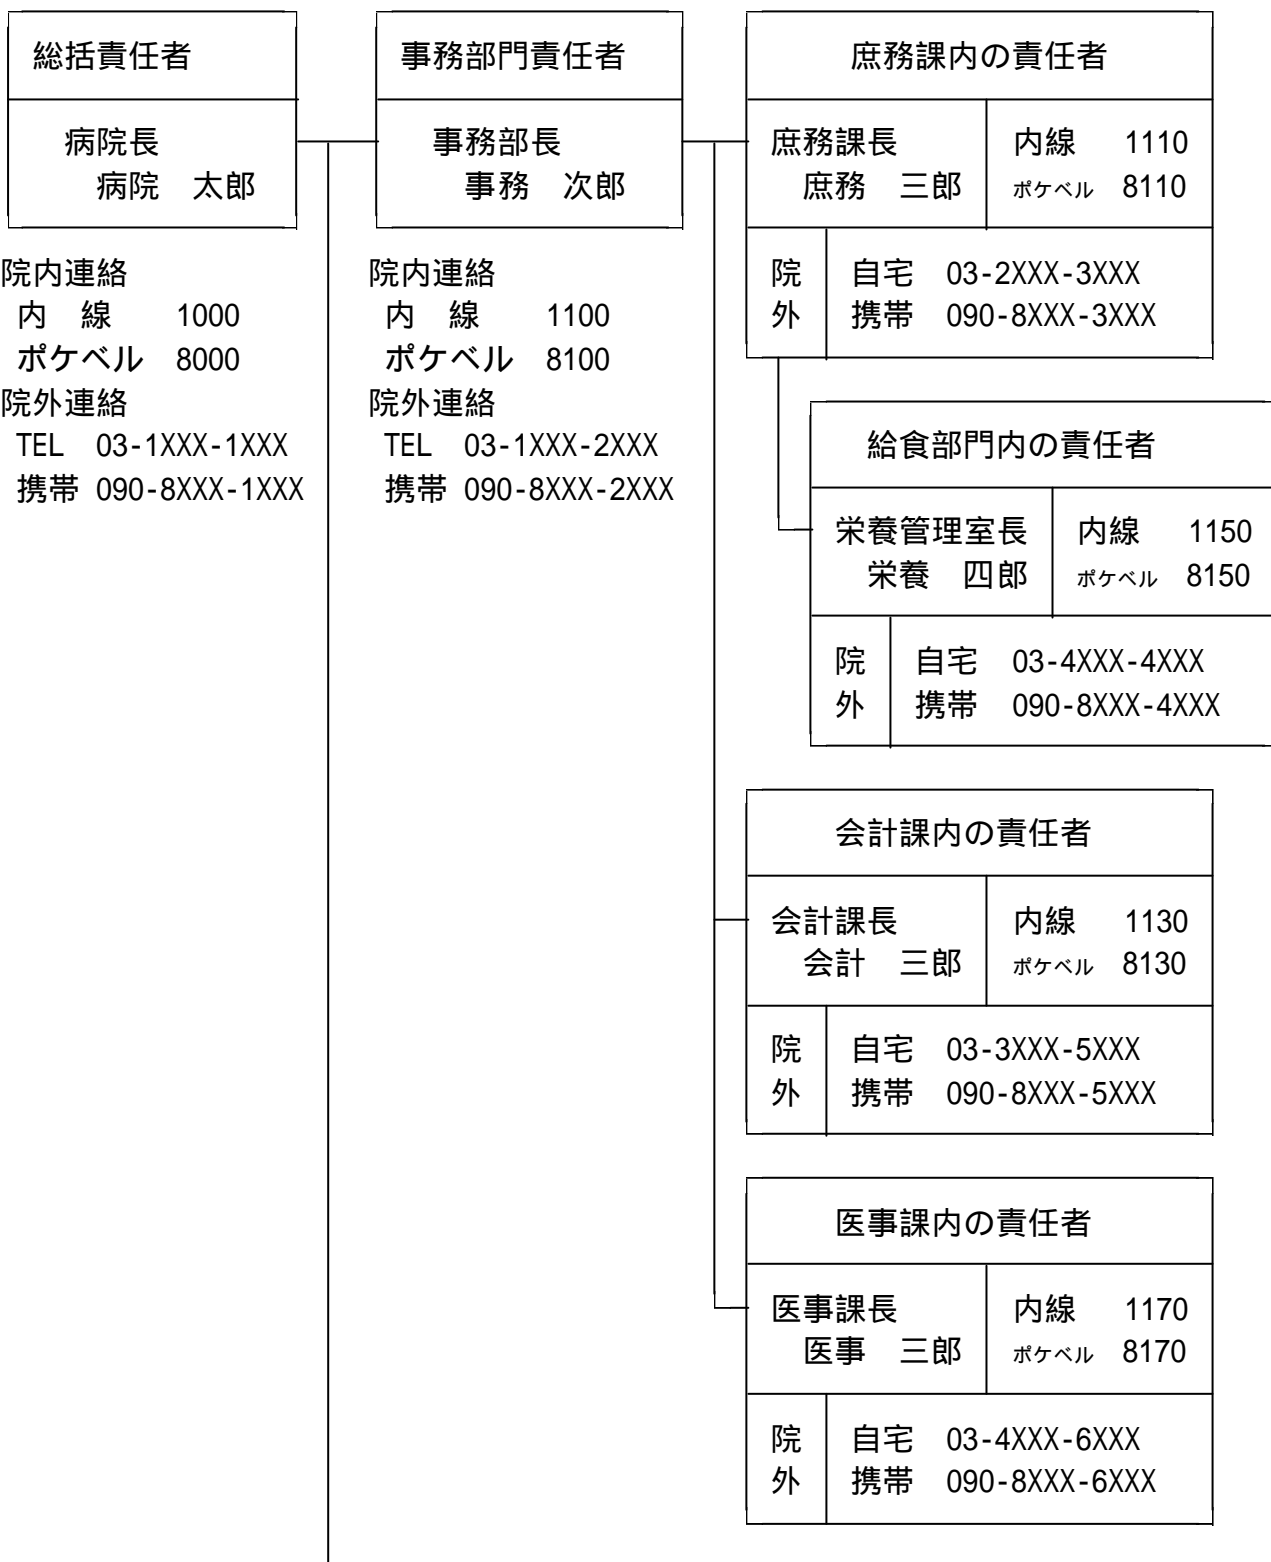 総括責任者
病院長
病院　太郎
院内連絡
内　線　1000
ポケベル　8000
院外連絡
TEL　03-1XXX-1XXX
携帯　090-8XXX-1XXX
事務部門責任者
事務部長
事務　次郎
院内連絡
内　線　1100
ポケベル　8100
院外連絡
TEL　03-1XXX-2XXX
携帯　090-8XXX-2XXX
庶務課内の責任者
庶務課長　内線　1110
庶務　三郎　ポケベル　8110
院　自宅　03-2XXX-3XXX
外　携帯　090-8XXX-3XXX
給食部門内の責任者
栄養管理室長　内線　1150
栄養　四郎　ポケベル　8150
院　自宅　03-4XXX-4XXX
外　携帯　090-8XXX-4XXX
会計課内の責任者
会計課長　内線　1130
会計　三郎　ポケベル　8130
院　自宅　03-3XXX-5XXX
外　携帯　090-8XXX-5XXX
医事課内の責任者
医事課長　内線　1170
医事　三郎　ポケベル　8170
院　自宅　03-4XXX-6XXX
外　携帯　090-8XXX-6XXX